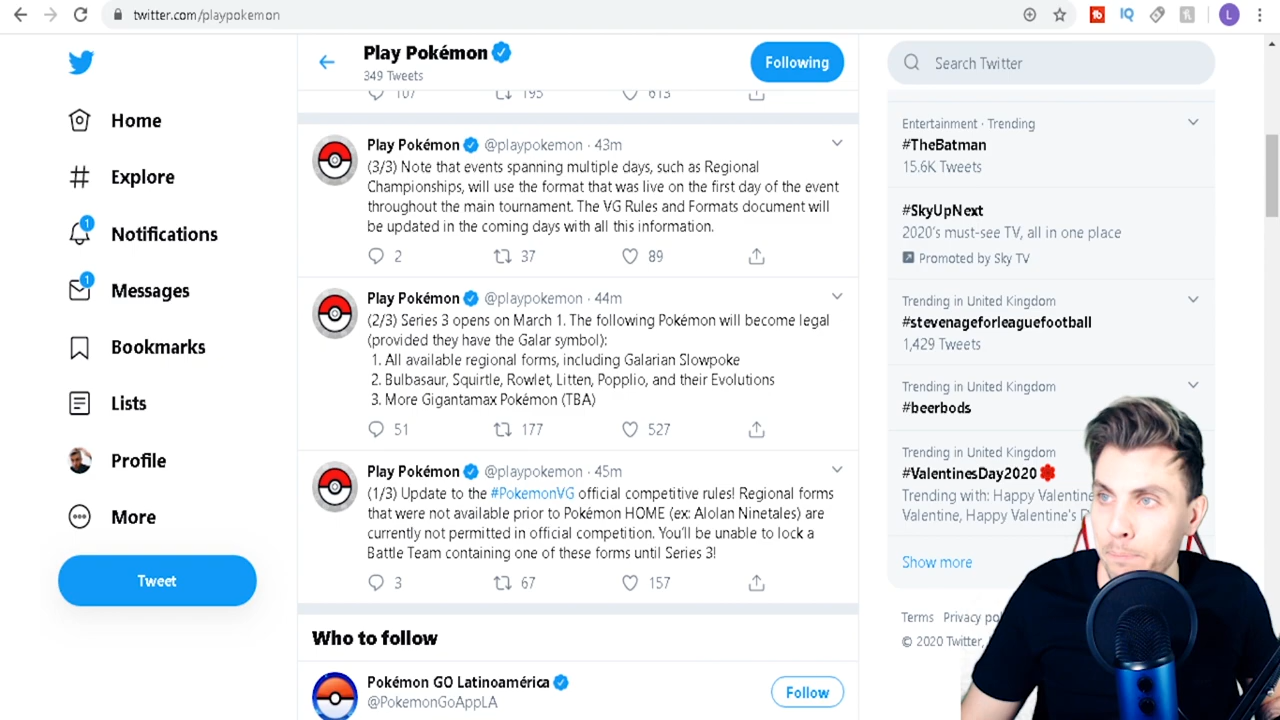 twitter.com/playpokemon
L
Home
Explore
1
Notifications
1
Messages
Bookmarks
Lists
Profile
More
Tweet
Play Pokémon
349 Tweets
Following
107 195 613
Play Pokémon @playpokemon · 43m
(3/3) Note that events spanning multiple days, such as Regional
Championships, will use the format that was live on the first day of the event
throughout the main tournament. The VG Rules and Formats document will
be updated in the coming days with all this information.
2 37 89
Play Pokémon @playpokemon · 44m
(2/3) Series 3 opens on March 1. The following Pokémon will become legal
(provided they have the Galar symbol):
1. All available regional forms, including Galarian Slowpoke
2. Bulbasaur, Squirtle, Rowlet, Litten, Popplio, and their Evolutions
3. More Gigantamax Pokémon (TBA)
51 177 527
Play Pokémon @playpokemon · 45m
(1/3) Update to the #PokemonVG official competitive rules! Regional forms
that were not available prior to Pokémon HOME (ex: Alolan Ninetales) are
currently not permitted in official competition. You'll be unable to lock a
Battle Team containing one of these forms until Series 3!
3 67 157
Who to follow
Pokémon GO Latinoamérica
@PokemonGoAppLA
Follow
Search Twitter
Entertainment · Trending
#TheBatman
15.6K Tweets
#SkyUpNext
2020's must-see TV, all in one place
Promoted by Sky TV
Trending in United Kingdom
#stevenageforleaguefootball
1,429 Tweets
Trending in United Kingdom
#beerbods
Trending in United Kingdom
#ValentinesDay2020
Trending with: Happy Valentine
Valentine, Happy Valentine's
Show more
Terms Privacy
© 2020 Twitter,